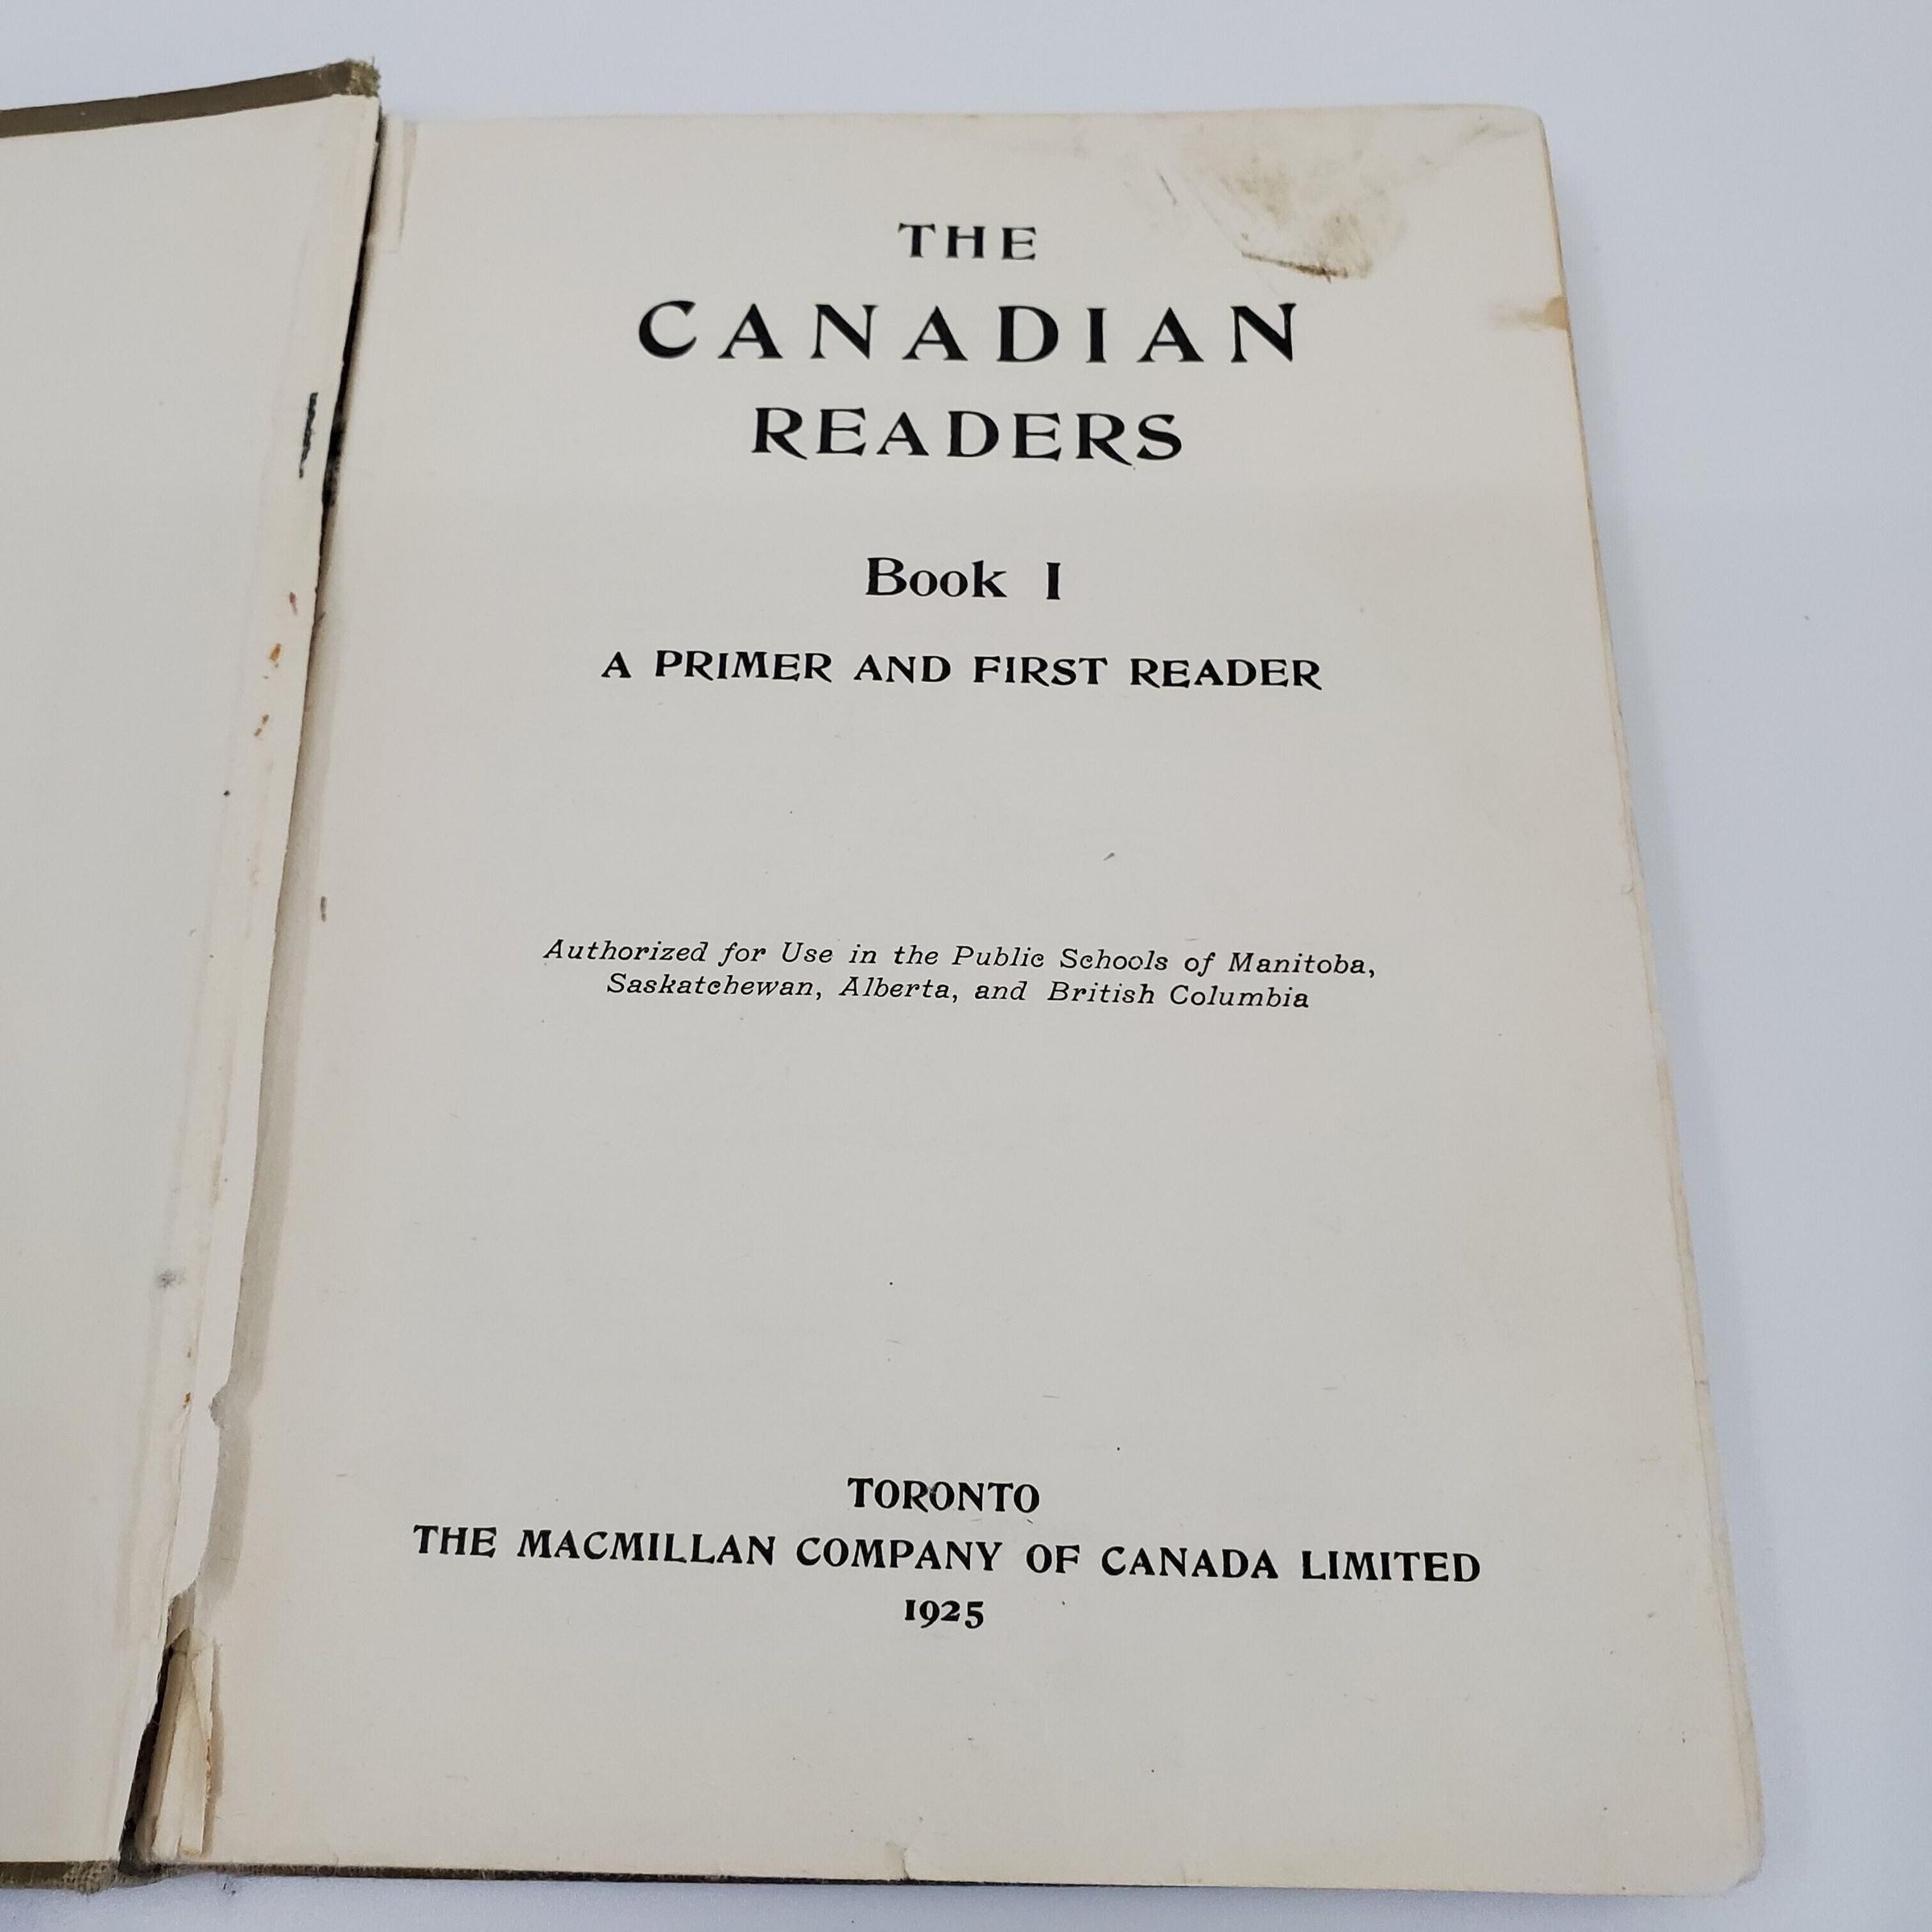 THE
CANADIAN
READERS
Book I
A PRIMER AND FIRST READER
Authorized for Use in the Public Schools of Manitoba,
Saskatchewan, Alberta, and British Columbia
TORONTO
THE MACMILLAN COMPANY OF CANADA LIMITED
1925